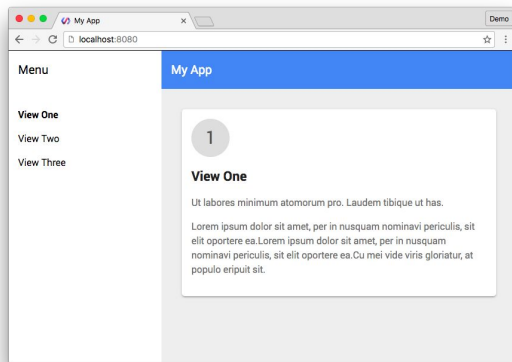 My App
Demo
localhost:8080
Menu
My App
View One
View Two
View Three
1
View One
Ut labores minimum atomorum pro. Laudem tibique ut has.
Lorem ipsum dolor sit amet, per in nusquam nominavi periculis, sit
elit oportere ea.Lorem ipsum dolor sit amet, per in nusquam
nominavi periculis, sit elit oportere ea.Cu mei vide viris gloriatur, at
populo eripuit sit.